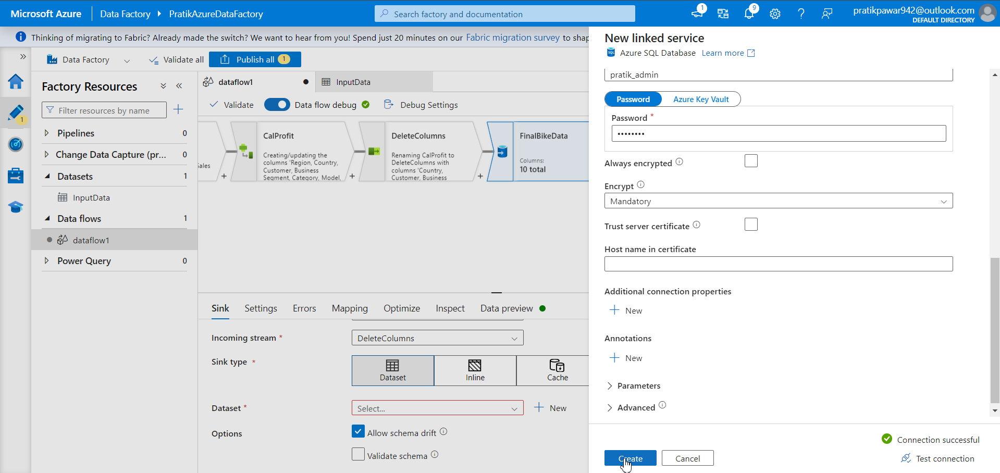 Microsoft Azure
Data Factory
PratikAzureDataFactory
Search factory and documentation
1
9
pratikpawar942@outlook.com
DEFAULT DIRECTORY
Thinking of migrating to Fabric? Already made the switch? We want to hear from you! Spend just 20 minutes on our Fabric migration survey to shap
Data Factory
Validate all
Publish all 1
Factory Resources
Filter resources by name
1
Pipelines 0
Change Data Capture (pr... 0
Datasets 1
InputData
Data flows 1
dataflow1
Power Query 0
dataflow1
InputData
Validate
Data flow debug
Debug Settings
ales
CalProfit
Creating/updating the
columns 'Region, Country,
Customer, Business
Segment, Category, Model,
DeleteColumns
Renaming CalProfit to
DeleteColumns with
columns 'Country,
Customer, Business
FinalBikeData
Columns:
10 total
Sink
Settings
Errors
Mapping
Optimize
Inspect
Data preview
Incoming stream *
DeleteColumns
Sink type *
Dataset
Inline
Cache
Dataset *
Select...
New
Options
Allow schema drift
Validate schema
New linked service
SQL
Azure SQL Database Learn more
pratik_admin
Password
Azure Key Vault
Password *
••••••••
Always encrypted
Encrypt
Mandatory
Trust server certificate
Host name in certificate
Additional connection properties
New
Annotations
New
Parameters
Advanced
Connection successful
Create
Cancel
Test connection